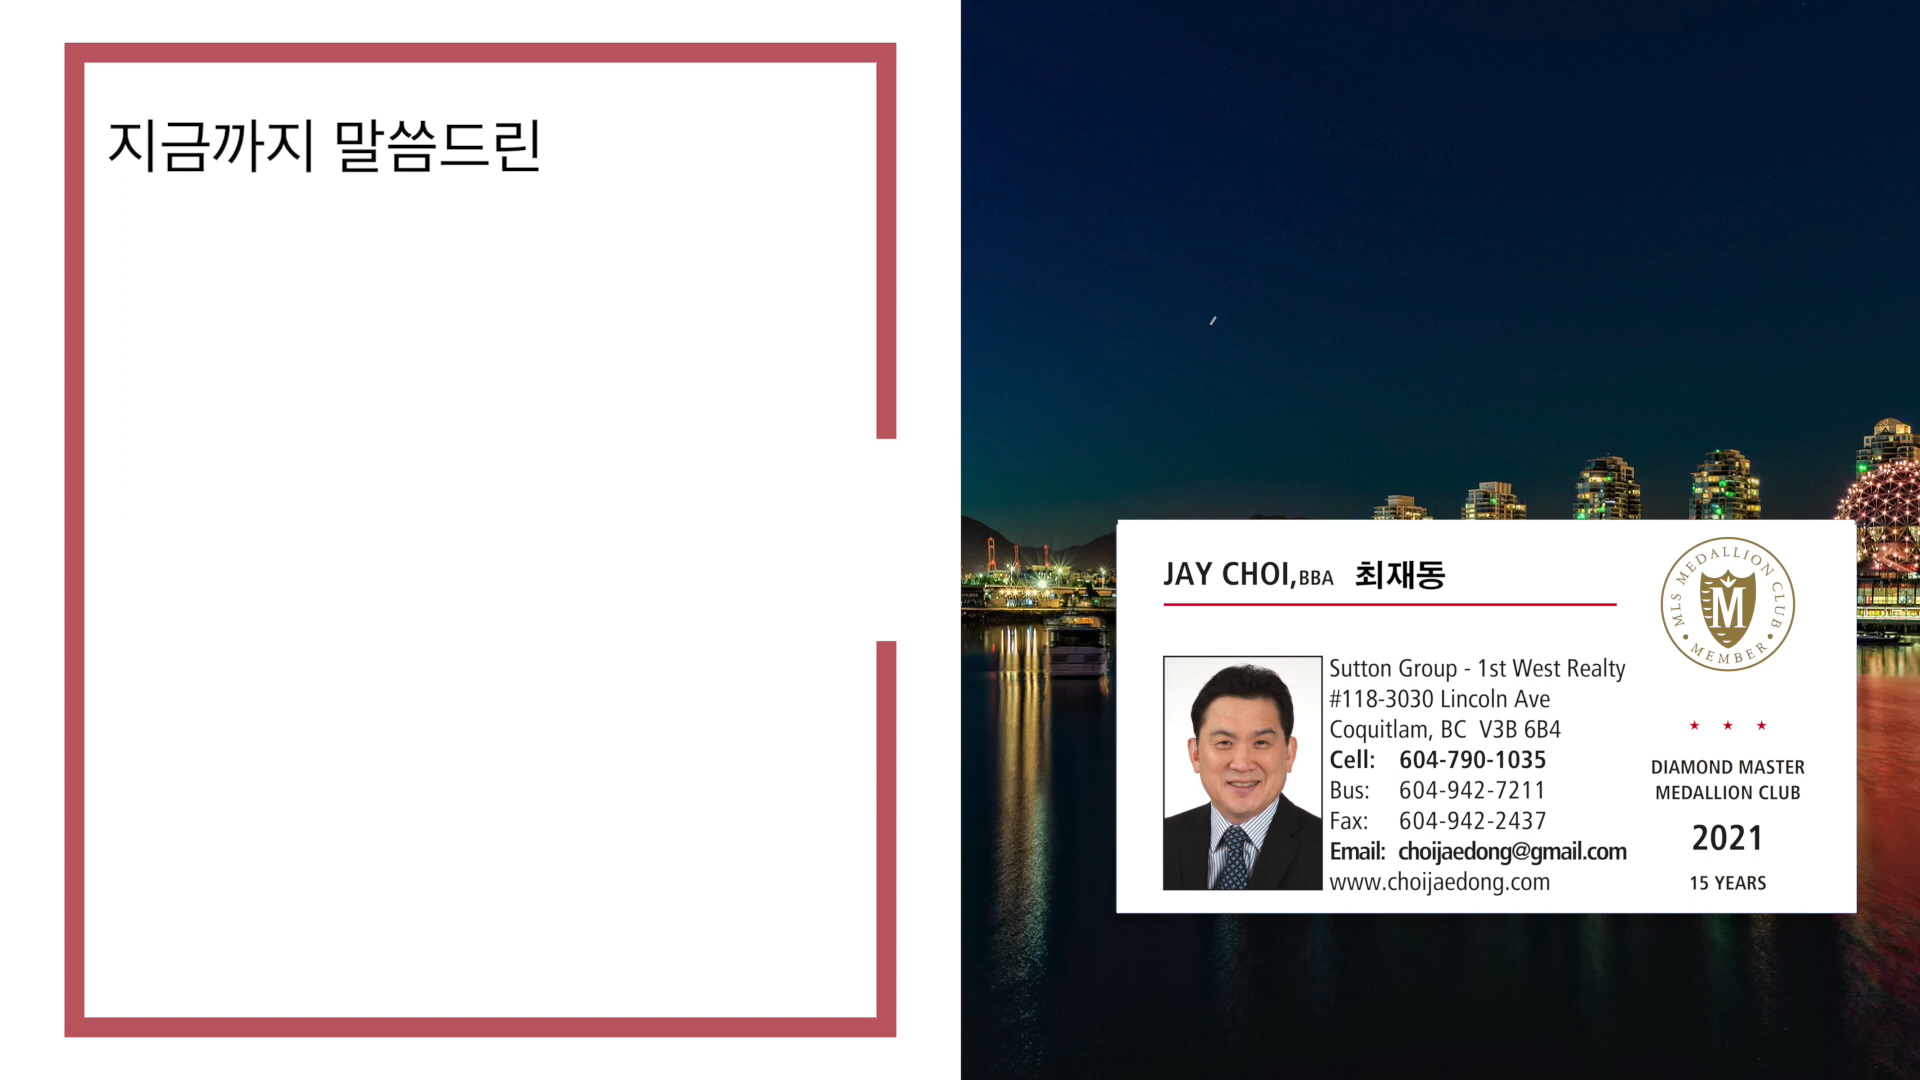 지금까지 말씀드린
JAY CHOI,BBA 최재동
MLS MEDALLION CLUB
MEMBER
M
Sutton Group - 1st West Realty
#118-3030 Lincoln Ave
Coquitlam, BC V3B 6B4
Cell: 604-790-1035
Bus: 604-942-7211
Fax: 604-942-2437
Email: choijaedong@gmail.com
www.choijaedong.com
DIAMOND MASTER
MEDALLION CLUB
2021
15 YEARS